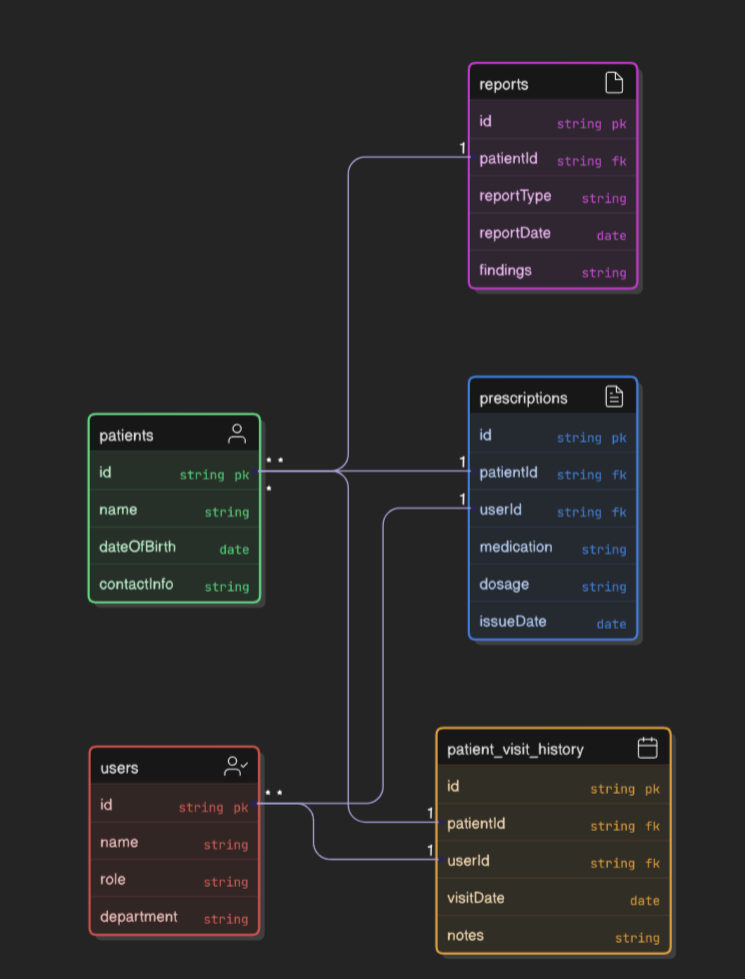 reports
id string pk
1
patientId string fk
reportType string
reportDate date
findings string
prescriptions
id string pk
1
patientId string fk
1
userId string fk
medication string
dosage string
issueDate date
patients
* *
id string pk
*
name string
dateOfBirth date
contactInfo string
users
* *
id string pk
name string
role string
department string
patient_visit_history
id string pk
1
patientId string fk
1
userId string fk
visitDate date
notes string